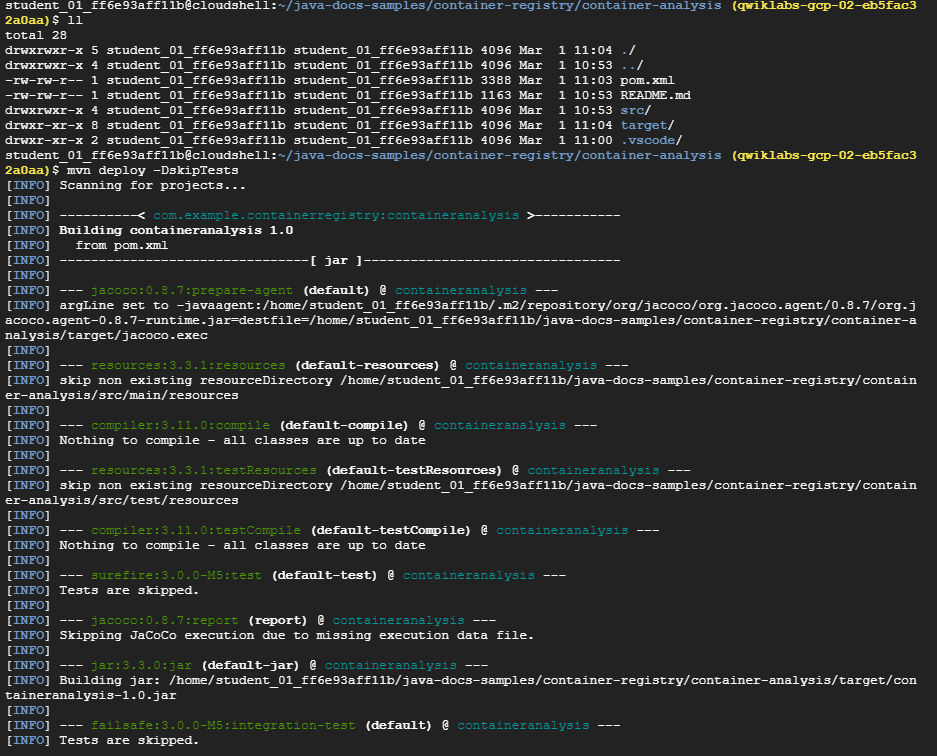 student_01_ff6e93aff11b@cloudshell:~/java-docs-samples/container-registry/container-analysis (qwiklabs-gcp-02-eb5fac3
2a0aa)$ ll
total 28
drwxrwxr-x 5 student_01_ff6e93aff11b student_01_ff6e93aff11b 4096 Mar  1 11:04 ./
drwxrwxr-x 4 student_01_ff6e93aff11b student_01_ff6e93aff11b 4096 Mar  1 10:53 ../
-rw-rw-r-- 1 student_01_ff6e93aff11b student_01_ff6e93aff11b 3388 Mar  1 11:03 pom.xml
-rw-rw-r-- 1 student_01_ff6e93aff11b student_01_ff6e93aff11b 1163 Mar  1 10:53 README.md
drwxrwxr-x 4 student_01_ff6e93aff11b student_01_ff6e93aff11b 4096 Mar  1 10:53 src/
drwxrwxr-x 8 student_01_ff6e93aff11b student_01_ff6e93aff11b 4096 Mar  1 11:04 target/
drwxr-xr-x 2 student_01_ff6e93aff11b student_01_ff6e93aff11b 4096 Mar  1 11:00 .vscode/
student_01_ff6e93aff11b@cloudshell:~/java-docs-samples/container-registry/container-analysis (qwiklabs-gcp-02-eb5fac3
2a0aa)$ mvn deploy -DskipTests
[INFO] Scanning for projects...
[INFO]
[INFO] ----------< com.example.containerregistry:containeranalysis >-----------
[INFO] Building containeranalysis 1.0
[INFO]   from pom.xml
[INFO] --------------------------------[ jar ]---------------------------------
[INFO]
[INFO] --- jacoco:0.8.7:prepare-agent (default) @ containeranalysis ---
[INFO] argLine set to -javaagent:/home/student_01_ff6e93aff11b/.m2/repository/org/jacoco/org.jacoco.agent/0.8.7/org.j
acoco.agent-0.8.7-runtime.jar=destfile=/home/student_01_ff6e93aff11b/java-docs-samples/container-registry/container-a
nalysis/target/jacoco.exec
[INFO]
[INFO] --- resources:3.3.1:resources (default-resources) @ containeranalysis ---
[INFO] skip non existing resourceDirectory /home/student_01_ff6e93aff11b/java-docs-samples/container-registry/contain
er-analysis/src/main/resources
[INFO]
[INFO] --- compiler:3.11.0:compile (default-compile) @ containeranalysis ---
[INFO] Nothing to compile - all classes are up to date
[INFO]
[INFO] --- resources:3.3.1:testResources (default-testResources) @ containeranalysis ---
[INFO] skip non existing resourceDirectory /home/student_01_ff6e93aff11b/java-docs-samples/container-registry/contain
er-analysis/src/test/resources
[INFO]
[INFO] --- compiler:3.11.0:testCompile (default-testCompile) @ containeranalysis ---
[INFO] Nothing to compile - all classes are up to date
[INFO]
[INFO] --- surefire:3.0.0-M5:test (default-test) @ containeranalysis ---
[INFO] Tests are skipped.
[INFO]
[INFO] --- jacoco:0.8.7:report (report) @ containeranalysis ---
[INFO] Skipping JaCoCo execution due to missing execution data file.
[INFO]
[INFO] --- jar:3.3.0:jar (default-jar) @ containeranalysis ---
[INFO] Building jar: /home/student_01_ff6e93aff11b/java-docs-samples/container-registry/container-analysis/target/con
taineranalysis-1.0.jar
[INFO]
[INFO] --- failsafe:3.0.0-M5:integration-test (default) @ containeranalysis ---
[INFO] Tests are skipped.